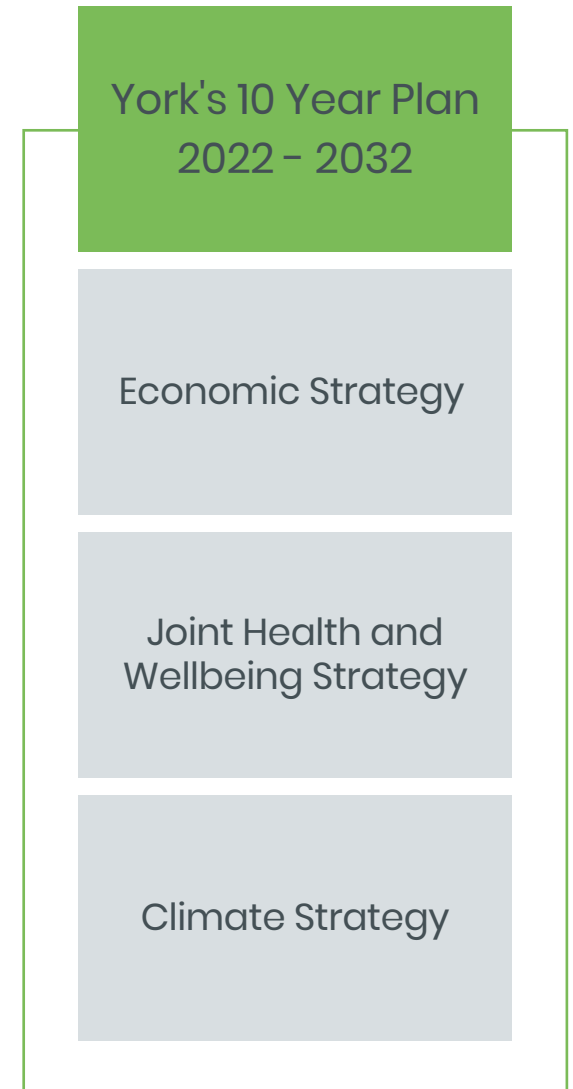 York's 10 Year Plan
2022 - 2032
Economic Strategy
Joint Health and
Wellbeing Strategy
Climate Strategy